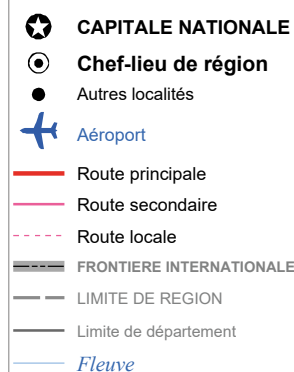 CAPITALE NATIONALE
Chef-lieu de région
Autres localités
Aéroport
Route principale
Route secondaire
Route locale
FRONTIERE INTERNATIONALE
LIMITE DE REGION
Limite de département
Fleuve